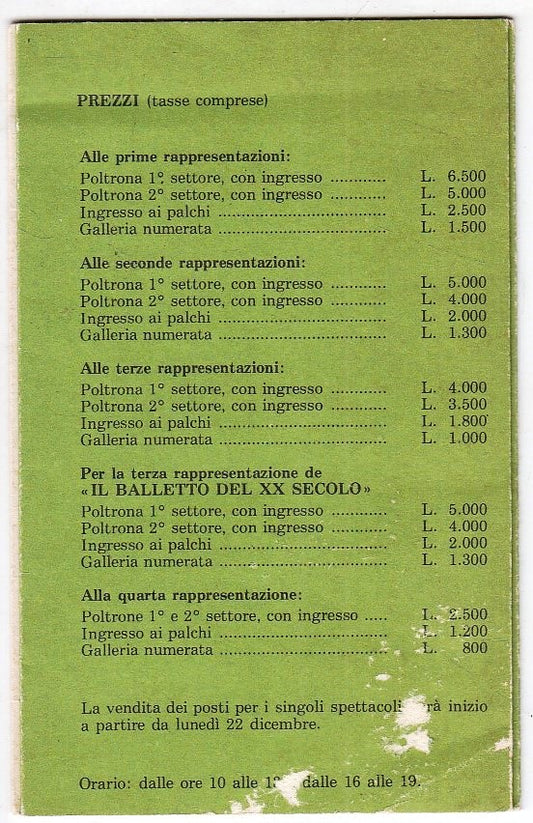 PREZZI (tasse comprese)
Alle prime rappresentazioni:
Poltrona 1° settore, con ingresso ............ L. 6.500
Poltrona 2° settore, con ingresso ............ L. 5.000
Ingresso ai palchi .................................... L. 2.500
Galleria numerata .................................... L. 1.500
Alle seconde rappresentazioni:
Poltrona 1° settore, con ingresso ............ L. 5.000
Poltrona 2° settore, con ingresso ............ L. 4.000
Ingresso ai palchi .................................... L. 2.000
Galleria numerata .................................... L. 1.300
Alle terze rappresentazioni:
Poltrona 1° settore, con ingresso ............ L. 4.000
Poltrona 2° settore, con ingresso ............ L. 3.500
Ingresso ai palchi .................................... L. 1.800
Galleria numerata .................................... L. 1.000
Per la terza rappresentazione de
«IL BALLETTO DEL XX SECOLO»
Poltrona 1° settore, con ingresso ............ L. 5.000
Poltrona 2° settore, con ingresso ............ L. 4.000
Ingresso ai palchi .................................... L. 2.000
Galleria numerata .................................... L. 1.300
Alla quarta rappresentazione:
Poltrone 1° e 2° settore, con ingresso ..... L. 2.500
Ingresso ai palchi .................................... L. 1.200
Galleria numerata .................................... L. 800
La vendita dei posti per i singoli spettacoli inizio
a partire da lunedì 22 dicembre.
Orario: dalle ore 10 alle dalle 16 alle 19.